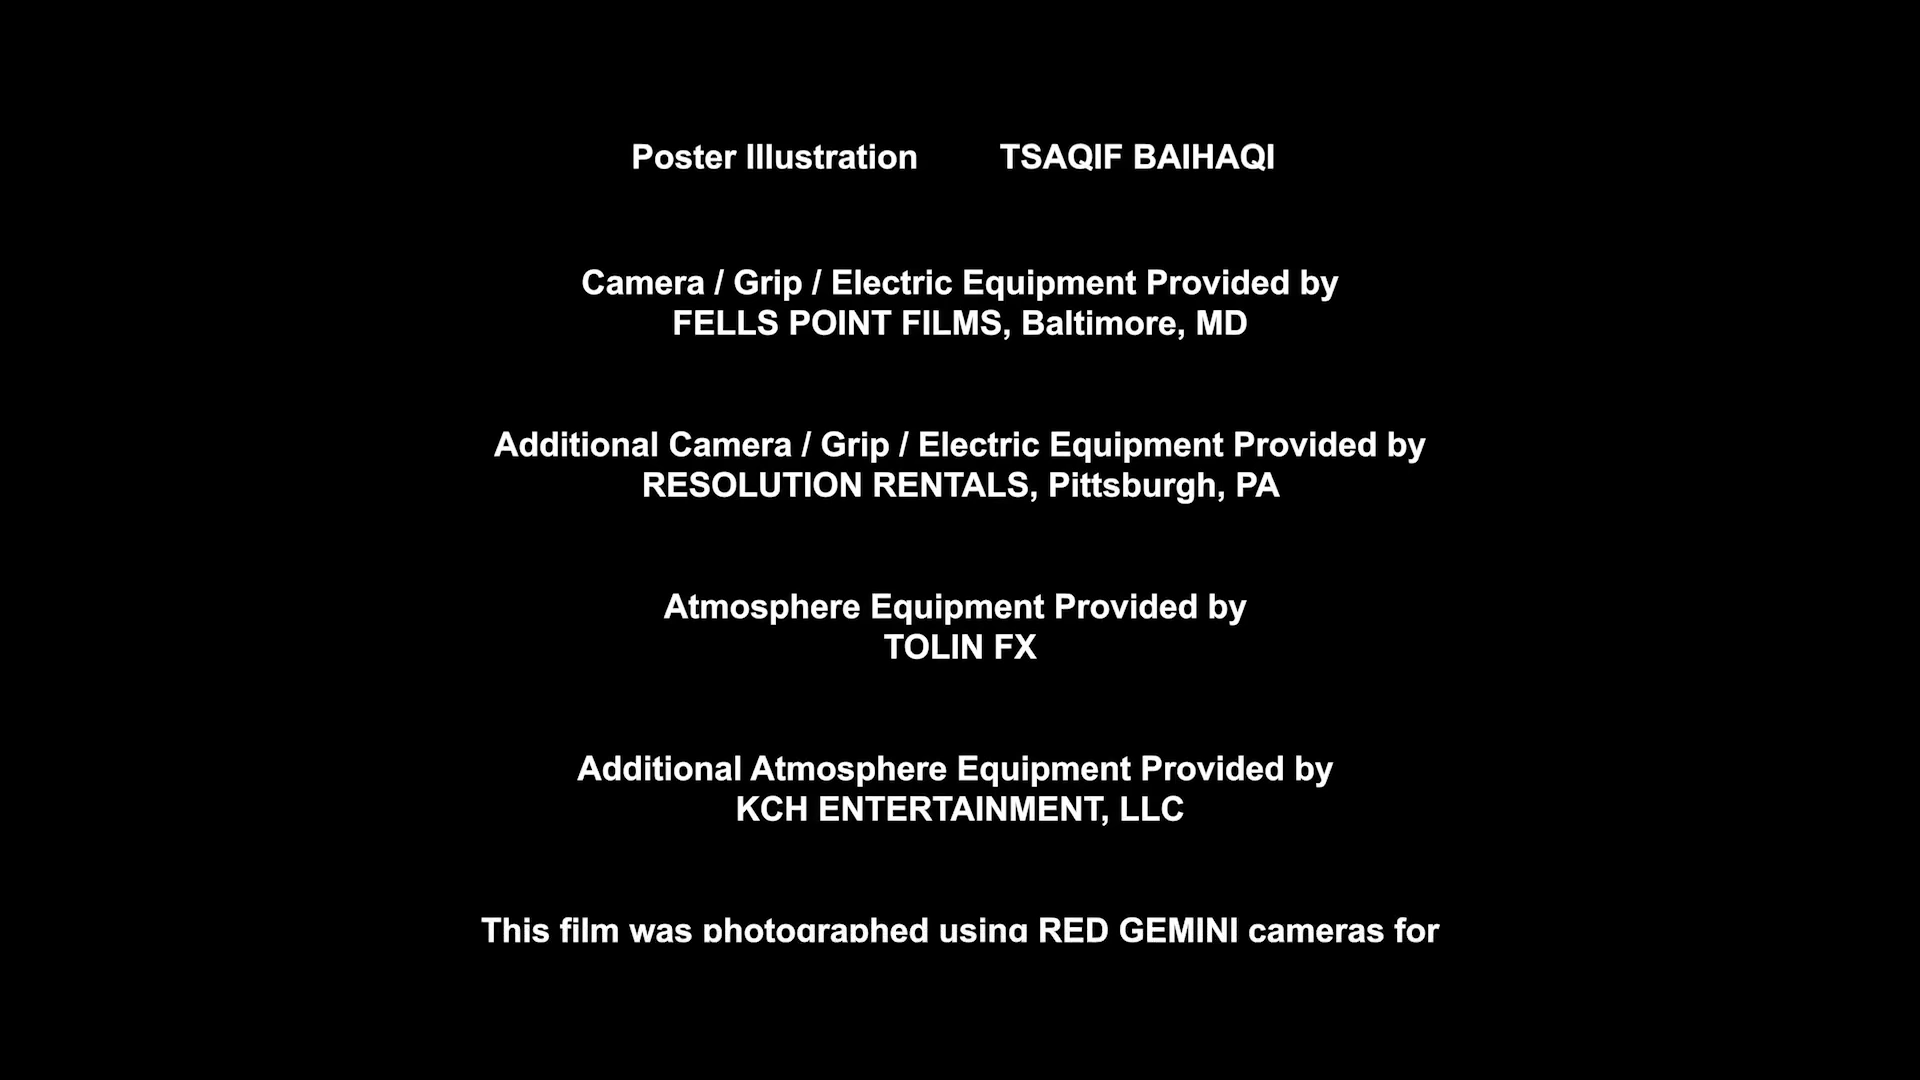 Poster Illustration TSAQIF BAIHAQI
Camera / Grip / Electric Equipment Provided by
FELLS POINT FILMS, Baltimore, MD
Additional Camera / Grip / Electric Equipment Provided by
RESOLUTION RENTALS, Pittsburgh, PA
Atmosphere Equipment Provided by
TOLIN FX
Additional Atmosphere Equipment Provided by
KCH ENTERTAINMENT, LLC
This film was photographed using RED GEMINI cameras for